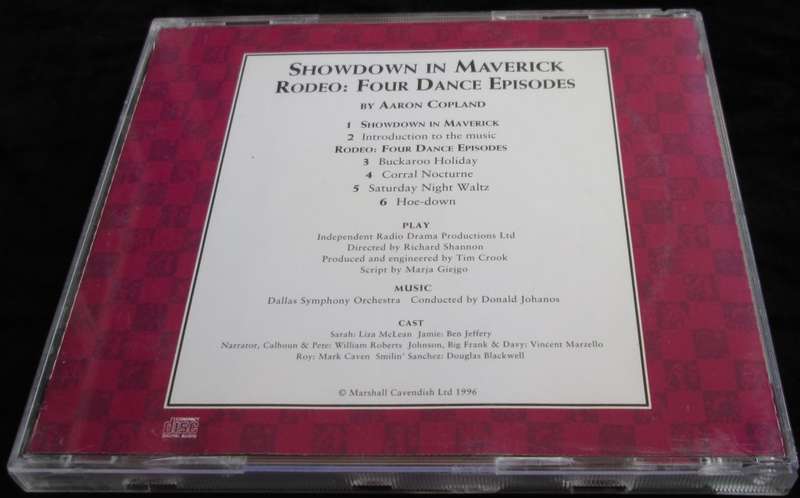 SHOWDOWN IN MAVERICK
RODEO: FOUR DANCE EPISODES
BY AARON COPLAND
1 SHOWDOWN IN MAVERICK
2 Introduction to the music
RODEO: FOUR DANCE EPISODES
3 Buckaroo Holiday
4 Corral Nocturne
5 Saturday Night Waltz
6 Hoe-down
PLAY
Independent Radio Drama Productions Ltd
Directed by Richard Shannon
Produced and engineered by Tim Crook
Script by Marja Giejgo
MUSIC
Dallas Symphony Orchestra Conducted by Donald Johanos
CAST
Sarah: Liza McLean Jamie: Ben Jeffery
Narrator, Calhoun & Pete: William Roberts Johnson, Big Frank & Davy: Vincent Marzello
Roy: Mark Caven Smilin' Sanchez: Douglas Blackwell
© Marshall Cavendish Ltd 1996
COMPACT
disc
DIGITAL AUDIO